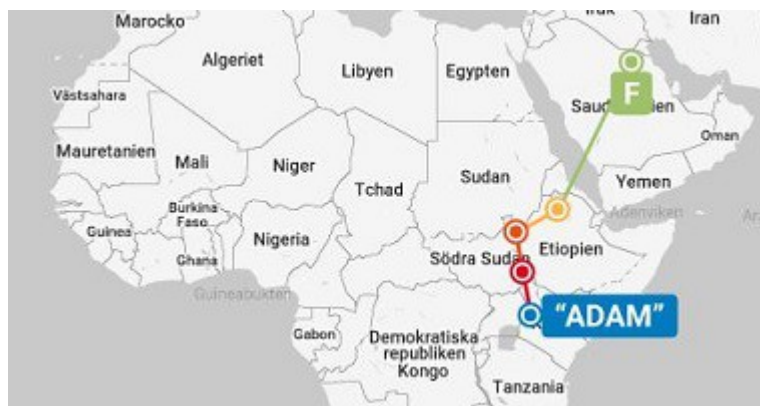 Marocko
Irak
Iran
Algeriet
Libyen
Egypten
F
Västsahara
Oman
Mauretanien
Mali
Niger
Sudan
Yemen
Tchad
Burkina
Faso
Adenviken
Guinea
Nigeria
Etiopien
Ghana
Södra Sudan
Guineabukten
"ADAM"
Gabon
Demokratiska
republiken
Kongo
Tanzania